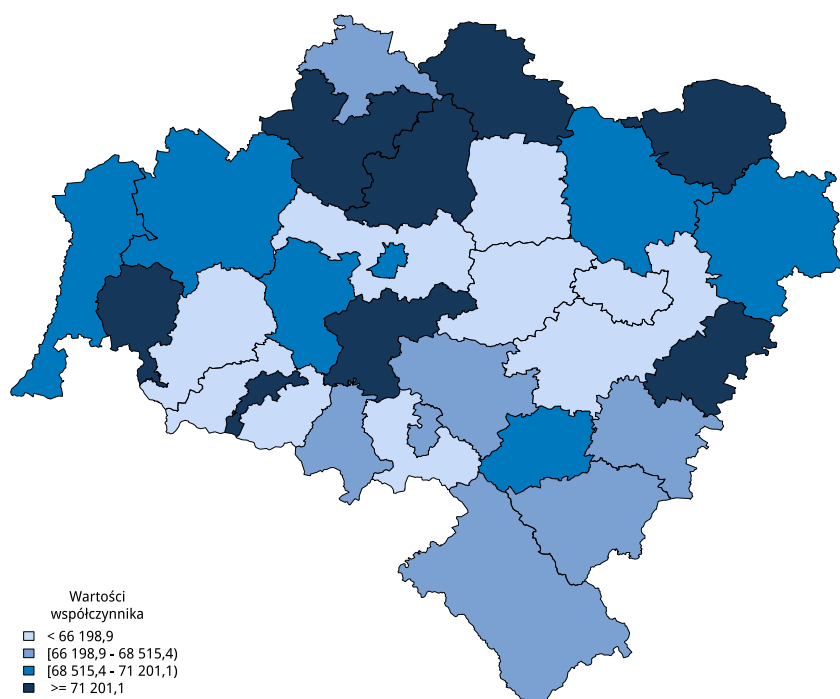 Wartości
współczynnika
< 66 198,9
[66 198,9 - 68 515,4)
[68 515,4 - 71 201,1)
>= 71 201,1